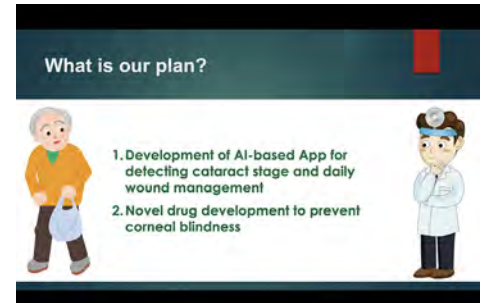 What is our plan?
1. Development of AI-based App for
detecting cataract stage and daily
wound management
2. Novel drug development to prevent
corneal blindness